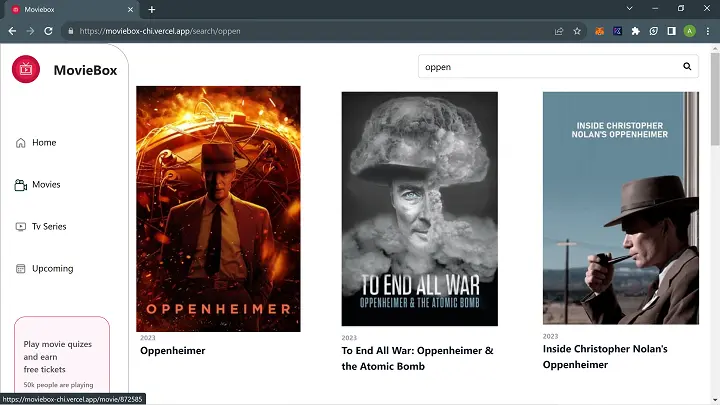 Moviebox
https://moviebox-chi.vercel.app/search/oppen
A
MovieBox
oppen
Home
Movies
Tv Series
Upcoming
Play movie quizes
and earn
free tickets
50k people are playing
OPPENHEIMER
2023
Oppenheimer
TO END ALL WAR
OPPENHEIMER & THE ATOMIC BOMB
2023
To End All War: Oppenheimer &
the Atomic Bomb
INSIDE CHRISTOPHER
NOLAN'S OPPENHEIMER
2023
Inside Christopher Nolan's
Oppenheimer
https://moviebox-chi.vercel.app/movie/872585